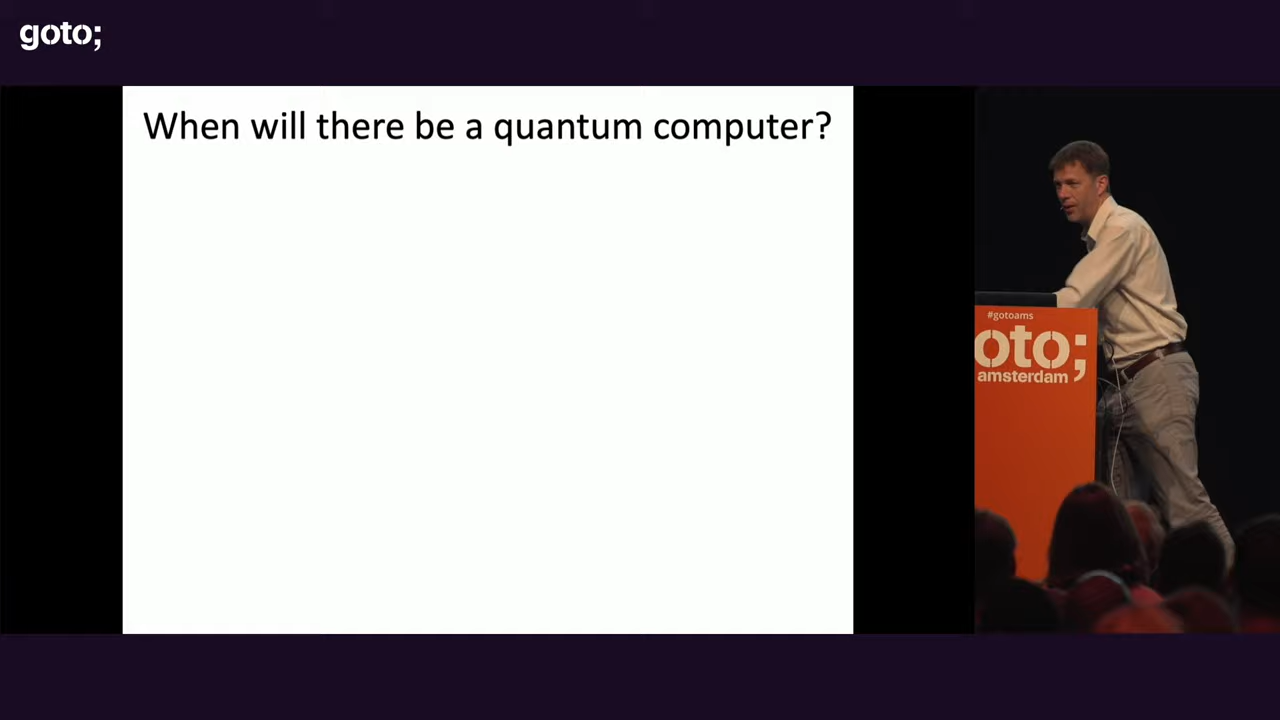 goto;
When will there be a quantum computer?
#gotoams
oto;
amsterdam